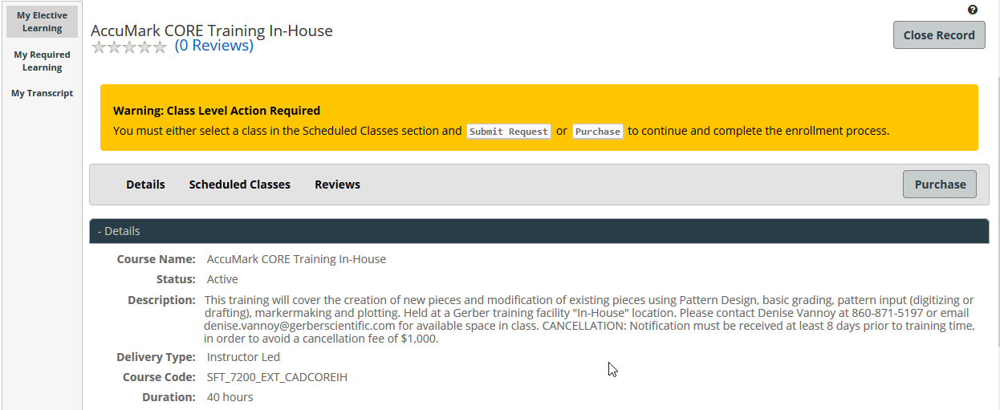 My Elective
Learning
My Required
Learning
My Transcript
?
AccuMark CORE Training In-House
(0 Reviews)
Close Record
Warning: Class Level Action Required
You must either select a class in the Scheduled Classes section and Submit Request or Purchase to continue and complete the enrollment process.
Details Scheduled Classes Reviews Purchase
- Details
Course Name: AccuMark CORE Training In-House
Status: Active
Description: This training will cover the creation of new pieces and modification of existing pieces using Pattern Design, basic grading, pattern input (digitizing or
drafting), markermaking and plotting. Held at a Gerber training facility "In-House" location. Please contact Denise Vannoy at 860-871-5197 or email
denise.vannoy@gerberscientific.com for available space in class. CANCELLATION: Notification must be received at least 8 days prior to training time,
in order to avoid a cancellation fee of $1,000.
Delivery Type: Instructor Led
Course Code: SFT_7200_EXT_CADCOREIH
Duration: 40 hours